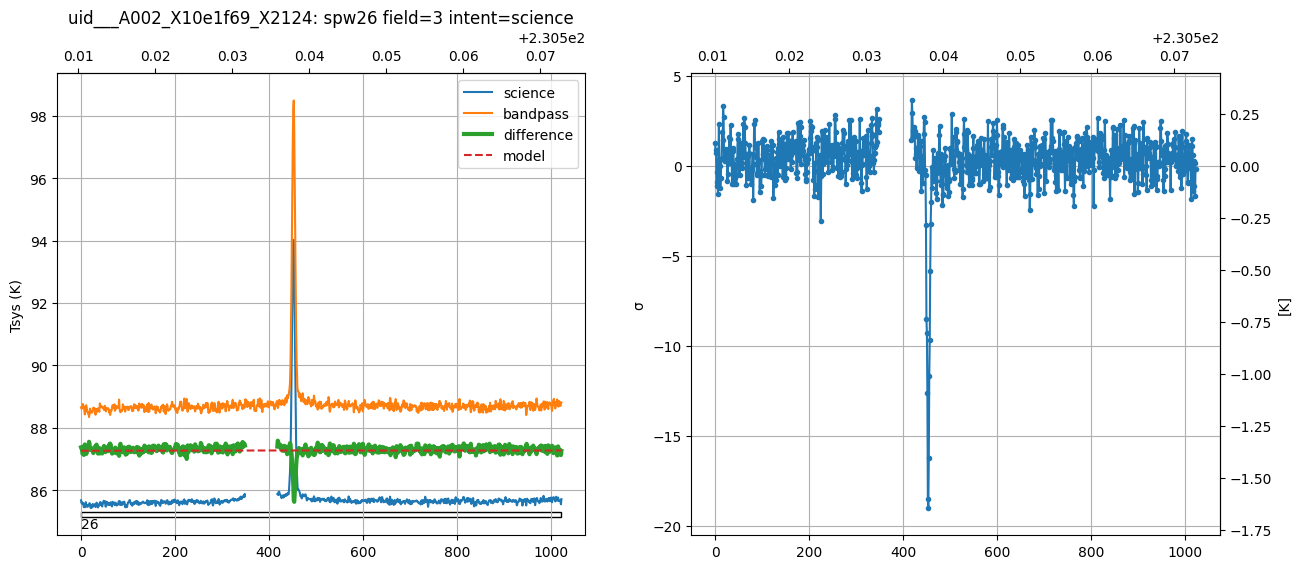 uid___A002_X10e1f69_X2124: spw26 field=3 intent=science
+2.305e2
0.01 0.02 0.03 0.04 0.05 0.06 0.07
science
bandpass
difference
model
98
96
94
92
90
88
86
Tsys (K)
26
0 200 400 600 800 1000
+2.305e2
0.01 0.02 0.03 0.04 0.05 0.06 0.07
5
0
−5
−10
−15
−20
σ
0.25
0.00
−0.25
−0.50
−0.75
−1.00
−1.25
−1.50
−1.75
[K]
0 200 400 600 800 1000